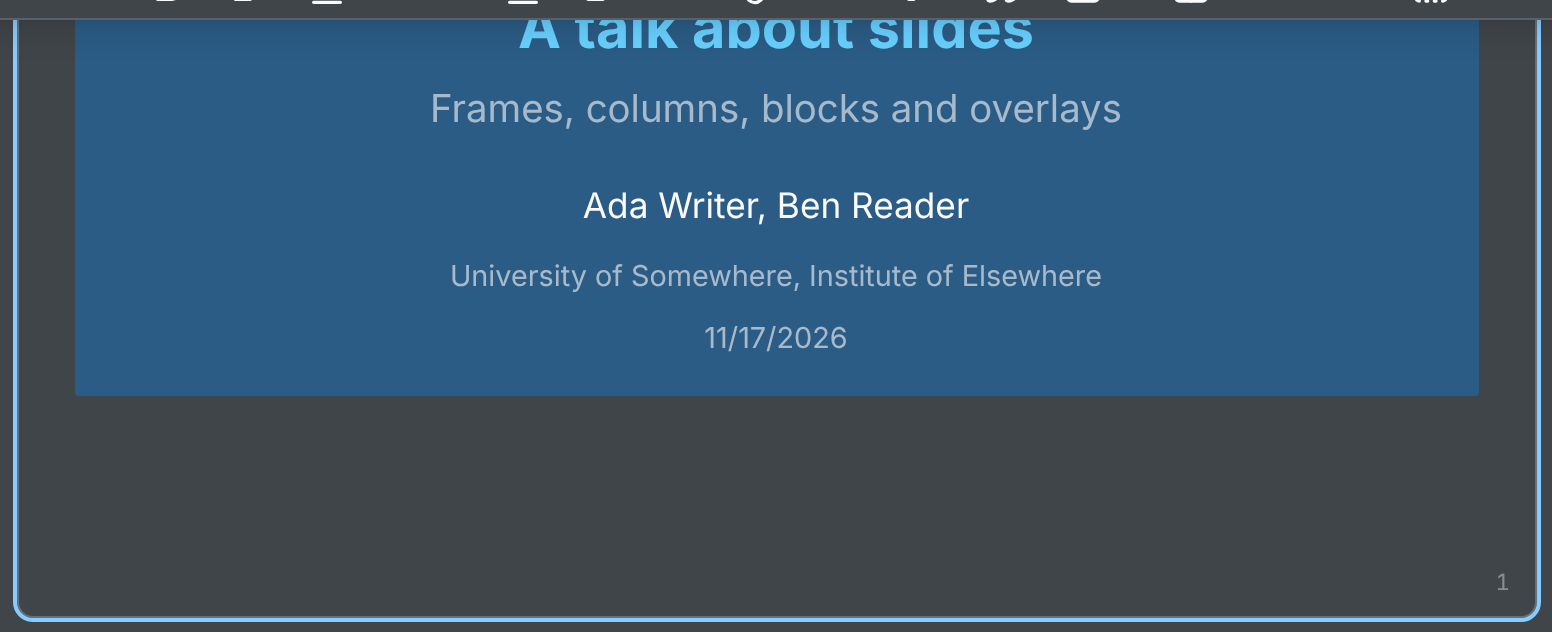 A talk about slides
Frames, columns, blocks and overlays
Ada Writer, Ben Reader
University of Somewhere, Institute of Elsewhere
11/17/2026
1